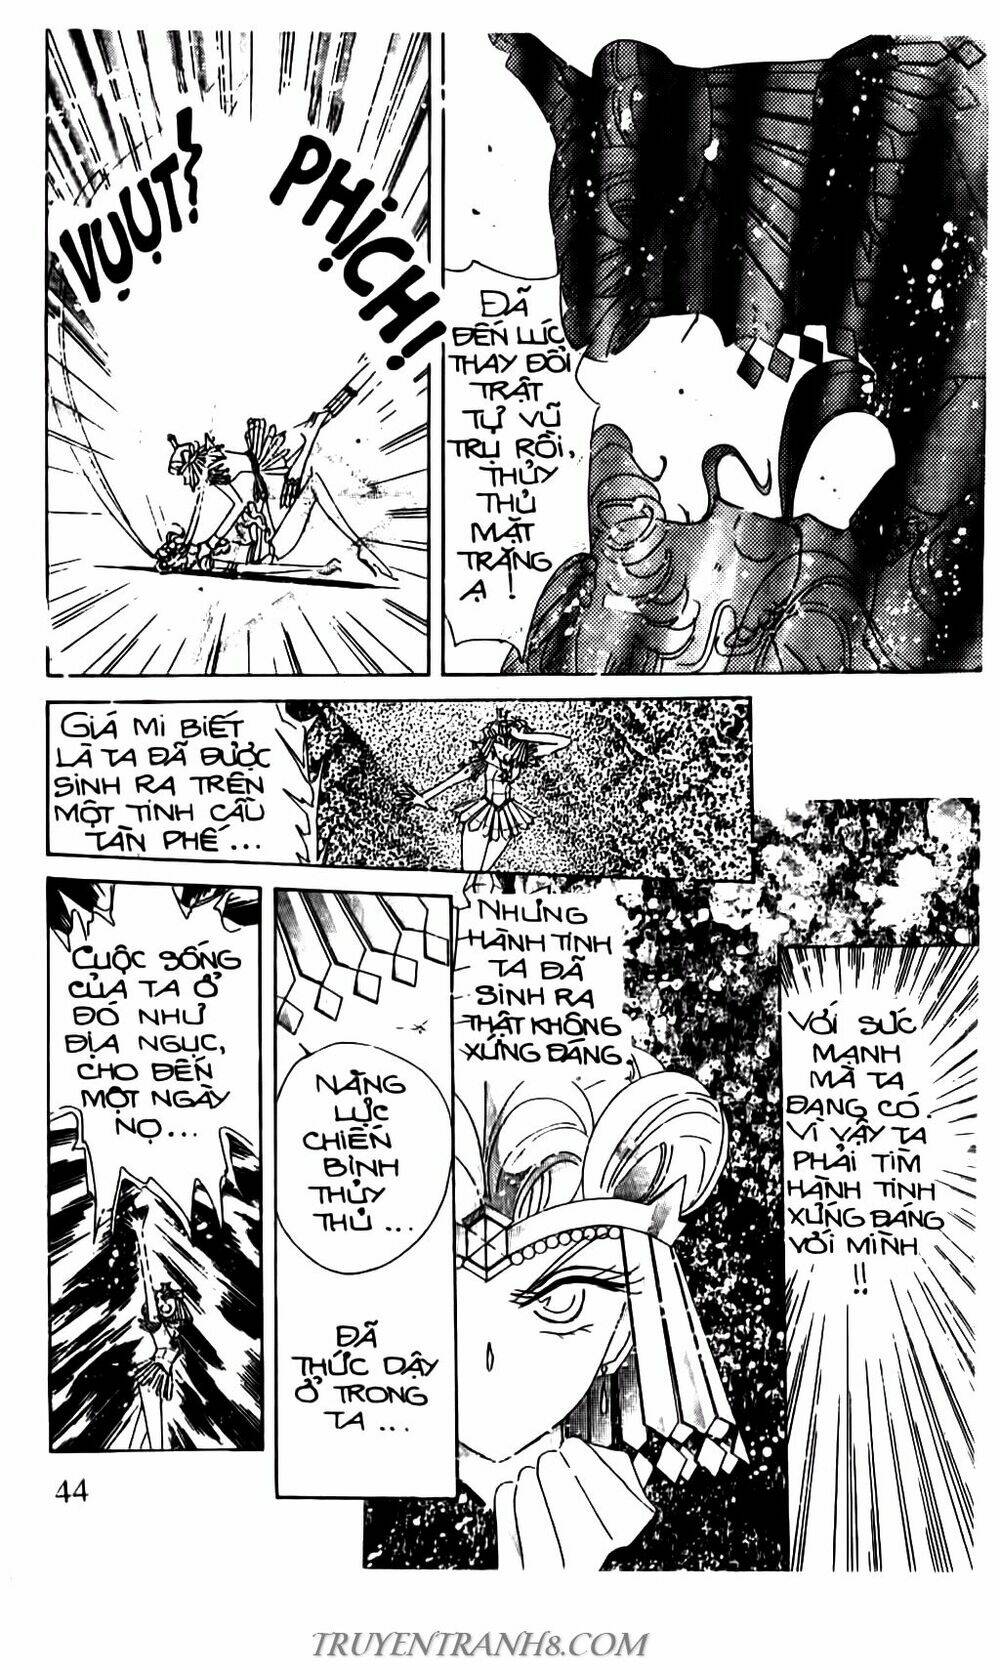 VỤỤT!
PHỊCH!
ĐÃ
ĐẾN LÚC
THAY ĐỔI
TRẬT
TỰ VŨ
TRỤ RỒI,
THỦY
THỦ
MẶT
TRĂNG
Ạ!
GIÁ MI BIẾT
LÀ TA ĐÃ ĐƯỢC
SINH RA TRÊN
MỘT TINH CẦU
TÀN PHẾ...
CUỘC SỐNG
CỦA TA Ở
ĐÓ NHƯ
ĐỊA NGỤC,
CHO ĐẾN
MỘT NGÀY
NỌ...
NĂNG
LỰC
CHIẾN
BINH
THỦY
THỦ...
ĐÃ
THỨC DẬY
Ở TRONG
TA...
NHƯNG
HÀNH TINH
TA ĐÃ
SINH RA
THẬT KHÔNG
XỨNG ĐÁNG,
VỚI SỨC
MẠNH
MÀ TA
ĐANG CÓ.
VÌ VẬY TA
PHẢI TÌM
HÀNH TINH
XỨNG ĐÁNG
VỚI MÌNH
!!
44
TRUYENTRANH8.COM